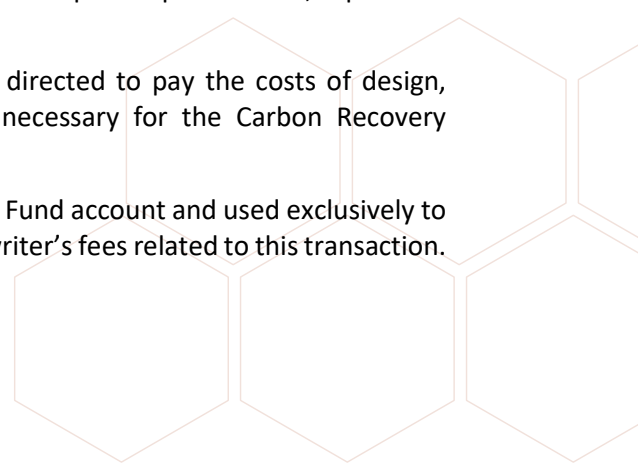 directed to pay the costs of design,
necessary for the Carbon Recovery
Fund account and used exclusively to
writer’s fees related to this transaction.